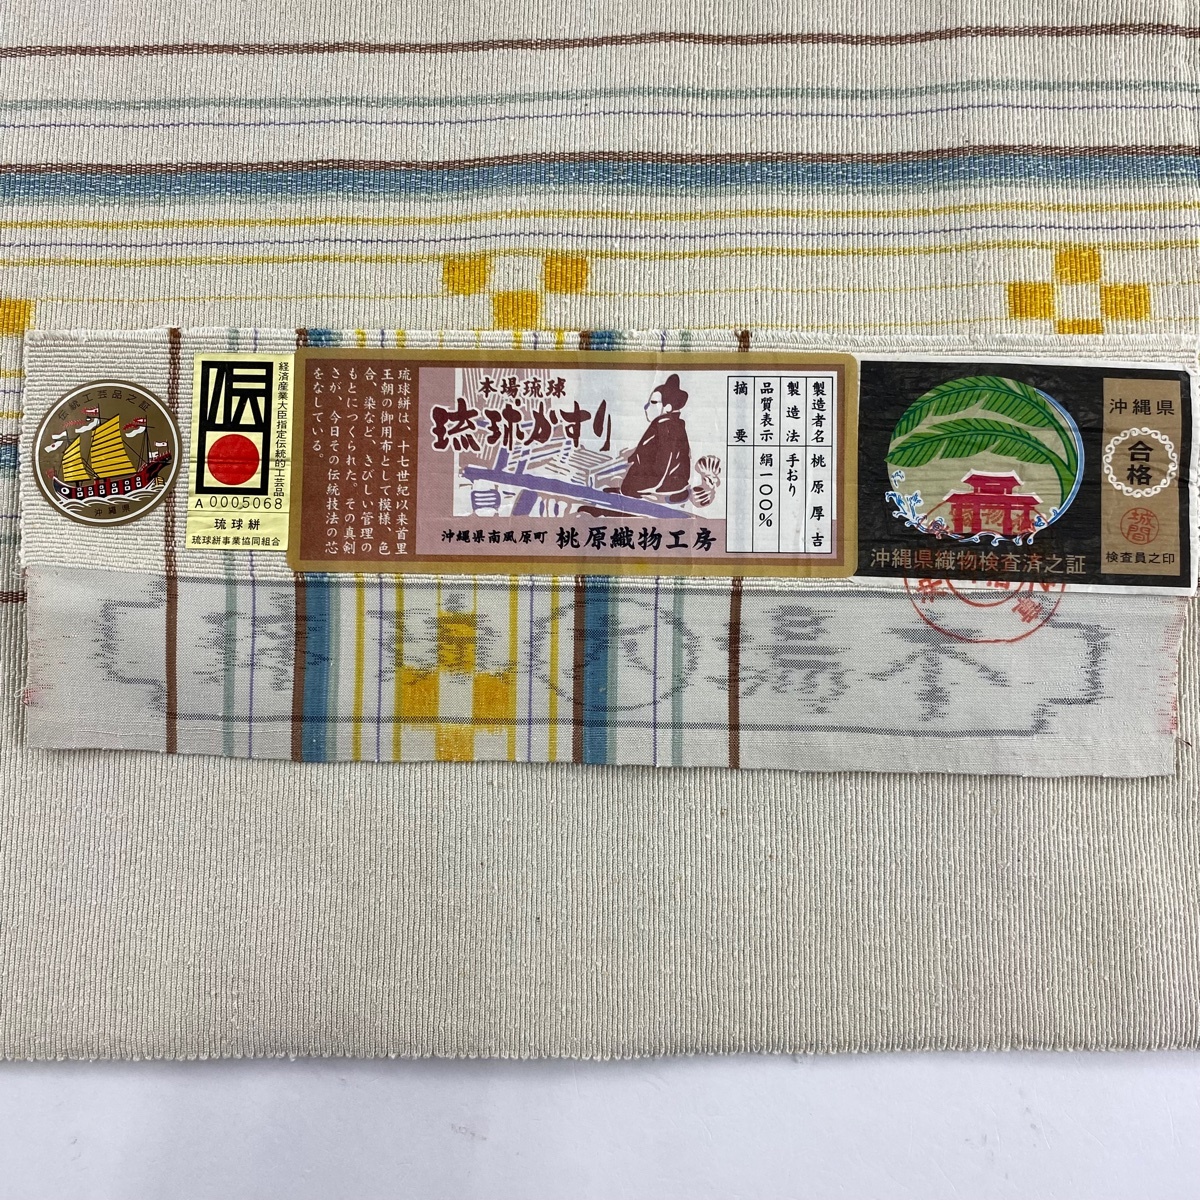 伝統工芸品之証
沖縄県
経済産業大臣指定伝統的工芸品
伝
A 0005068
琉球絣
琉球絣事業協同組合
琉球絣は、十七世紀以来首里
王朝の御用布として模様、色
合、染など、きびしい管理の
もとにつくられた。その真剣
さが、今日その伝統技法の芯
をなしている。
本場琉球
琉球かすり
沖縄県南風原町 桃原織物工房
製造者名 桃原厚吉
製造法 手おり
品質表示 絹一〇〇%
摘要
沖縄県織物検査済之証
沖縄県
合格
検査員之印
本場